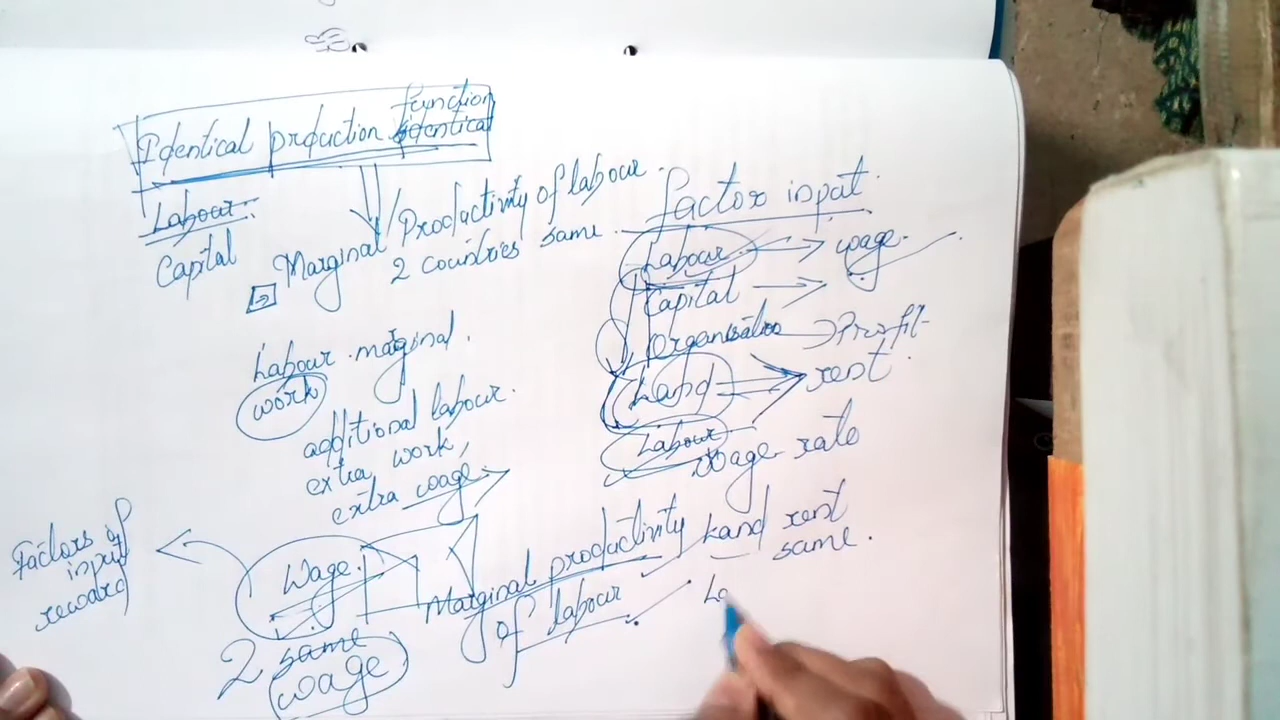 function
Identical production identical
Labour
Capital
Marginal Productivity of labour
2 countries same
Labour marginal.
work
additional labour.
extra work,
extra wage
Factors of
input
reward
Wage.
2 same
wage
Marginal productivity
of labour
factor input
Labour → wage.
Capital →
Organisation → Profit
Land → rent
Labour
wage rate
Land rent
same.
La